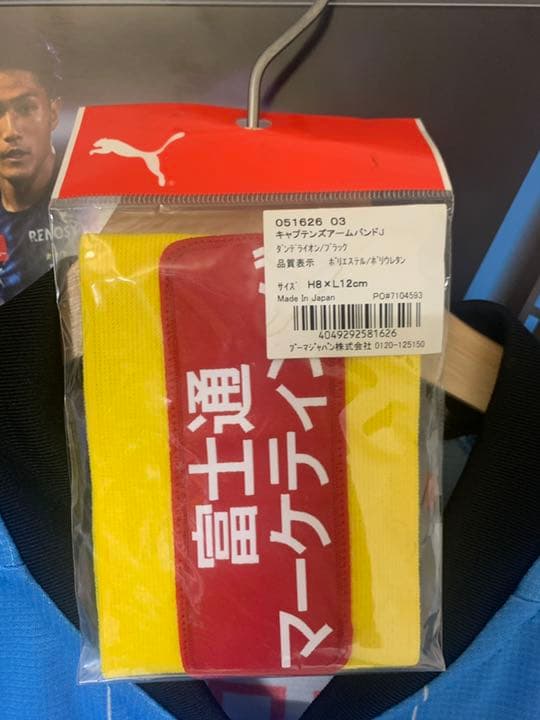 RENOSY
051626 03
キャプテンズアームバンドJ
ダンデライオン/ブラック
品質表示 ポリエステル/ポリウレタン
サイズ H8×L12cm
Made In Japan PO#7104593
4049292581626
プーマジャパン株式会社 0120-125150
富士通
マーケティング